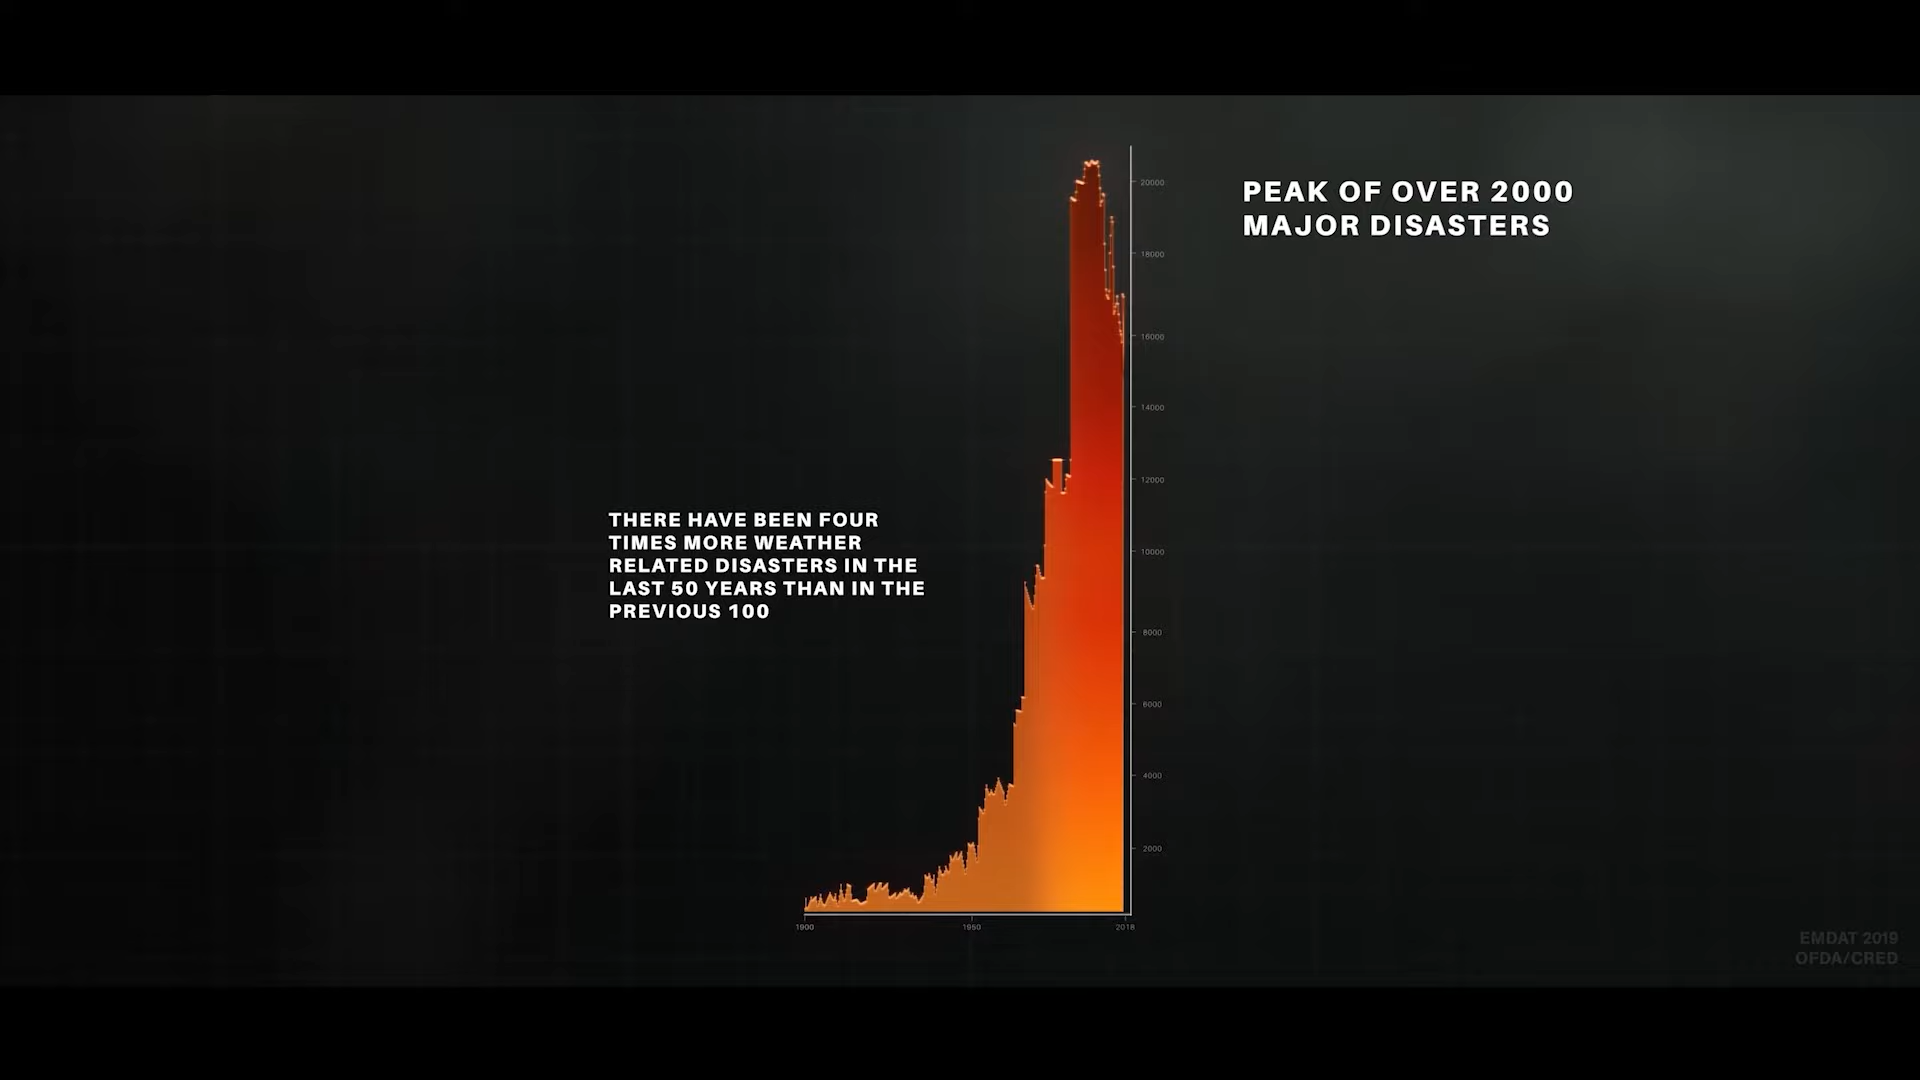 PEAK OF OVER 2000
MAJOR DISASTERS
THERE HAVE BEEN FOUR
TIMES MORE WEATHER
RELATED DISASTERS IN THE
LAST 50 YEARS THAN IN THE
PREVIOUS 100
20000
18000
16000
14000
12000
10000
8000
6000
4000
2000
1900
1960
2018
EMDAT 2019
OFDA/CRED